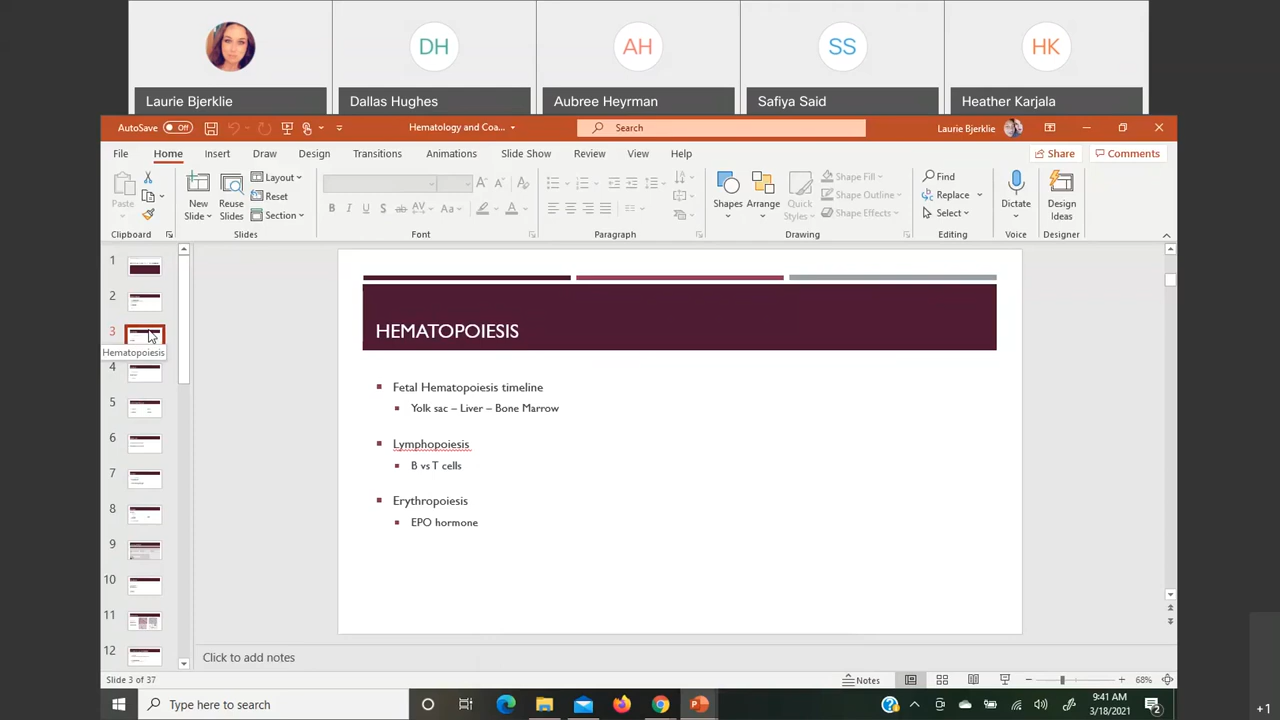 DH
AH
SS
HK
Laurie Bjerklie
Dallas Hughes
Aubree Heyrman
Safiya Said
Heather Karjala
AutoSave Off
Hematology and Coa...
Search
Laurie Bjerklie
File Home Insert Draw Design Transitions Animations Slide Show Review View Help
Share Comments
Paste
New Slides
Reuse Slides
Layout
Reset
Section
Shapes
Arrange
Quick Styles
Shape Fill
Shape Outline
Shape Effects
Find
Replace
Select
Dictate
Design Ideas
Clipboard Slides Font Paragraph Drawing Editing Voice Designer
1
2
3
Hematopoiesis
4
5
6
7
8
9
10
11
12
HEMATOPOIESIS
Fetal Hematopoiesis timeline
Yolk sac – Liver – Bone Marrow
Lymphopoiesis
B vs T cells
Erythropoiesis
EPO hormone
Click to add notes
Slide 3 of 37
Notes
68%
Type here to search
9:41 AM
3/18/2021
2
+1